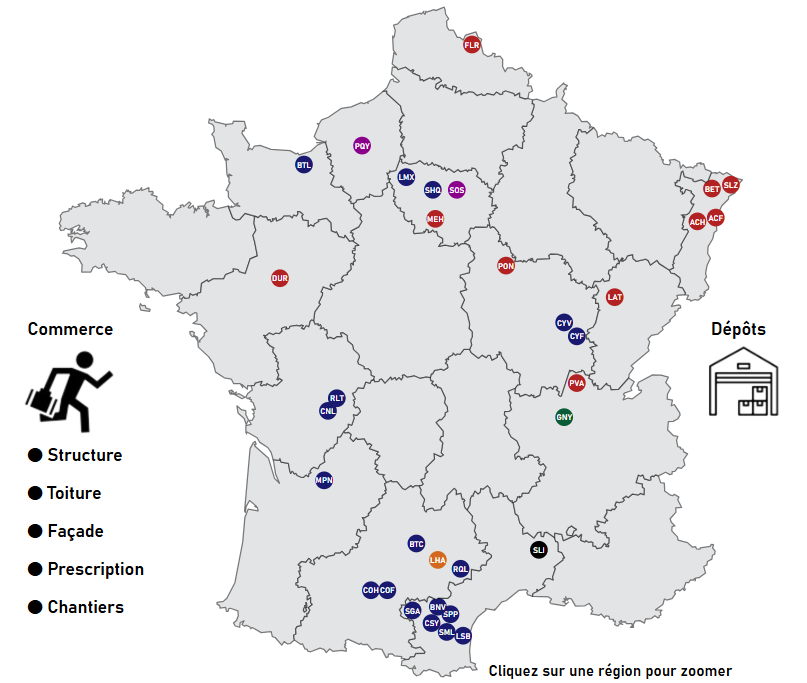 FLR
PQY
BTL
LMX
SHQ
SOS
BET
SLZ
MEH
ACH
ACF
PON
DUR
LAT
CYV
CYF
Commerce
Dépôts
PVA
RLT
CNL
GNY
Structure
MPN
Toiture
Façade
BTC
SLI
LHA
RQL
Prescription
COH
COF
Chantiers
SGA
BNV
SPP
CSY
SML
LSB
Cliquez sur une région pour zoomer